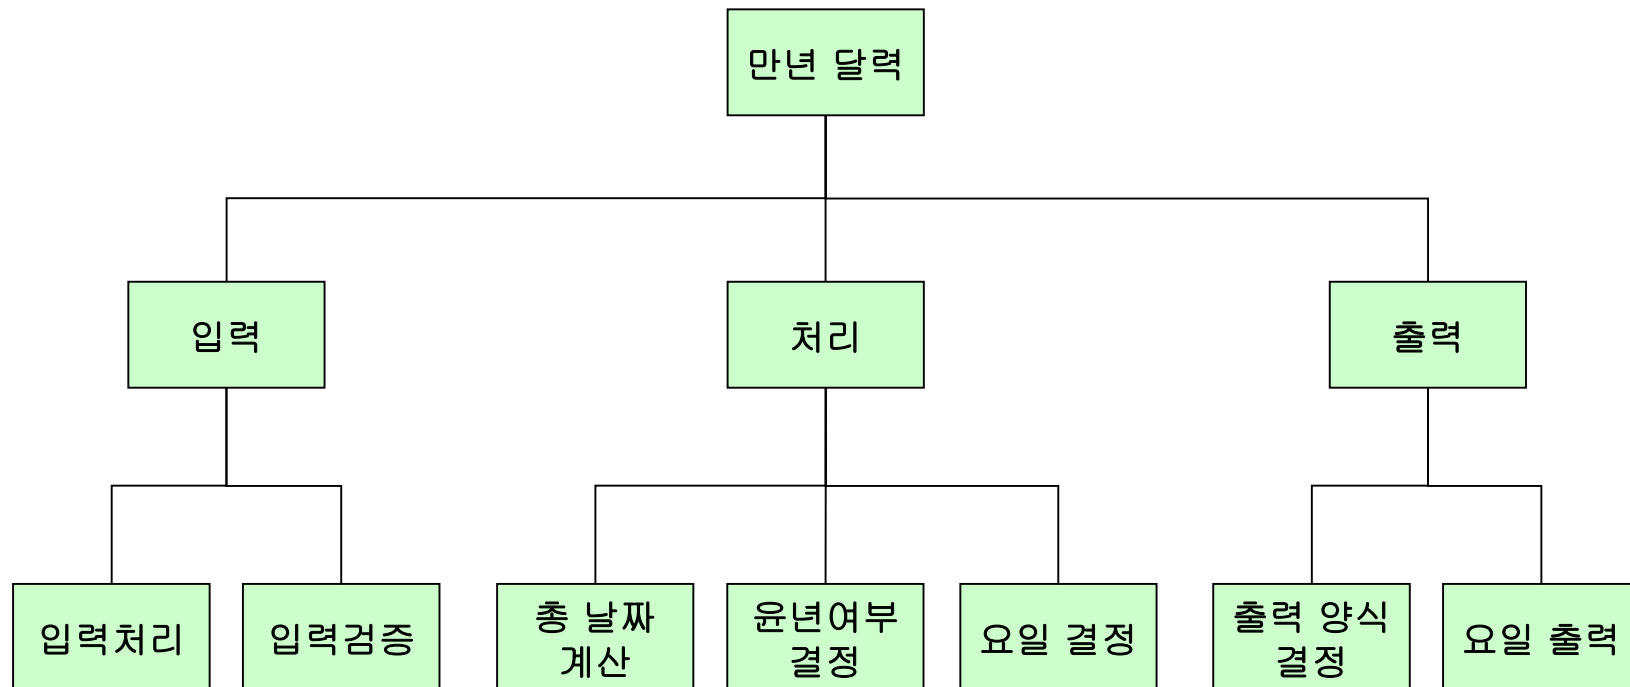 만년 달력
입력
처리
출력
입력처리
입력검증
총 날짜
계산
윤년여부
결정
요일 결정
출력 양식
결정
요일 출력